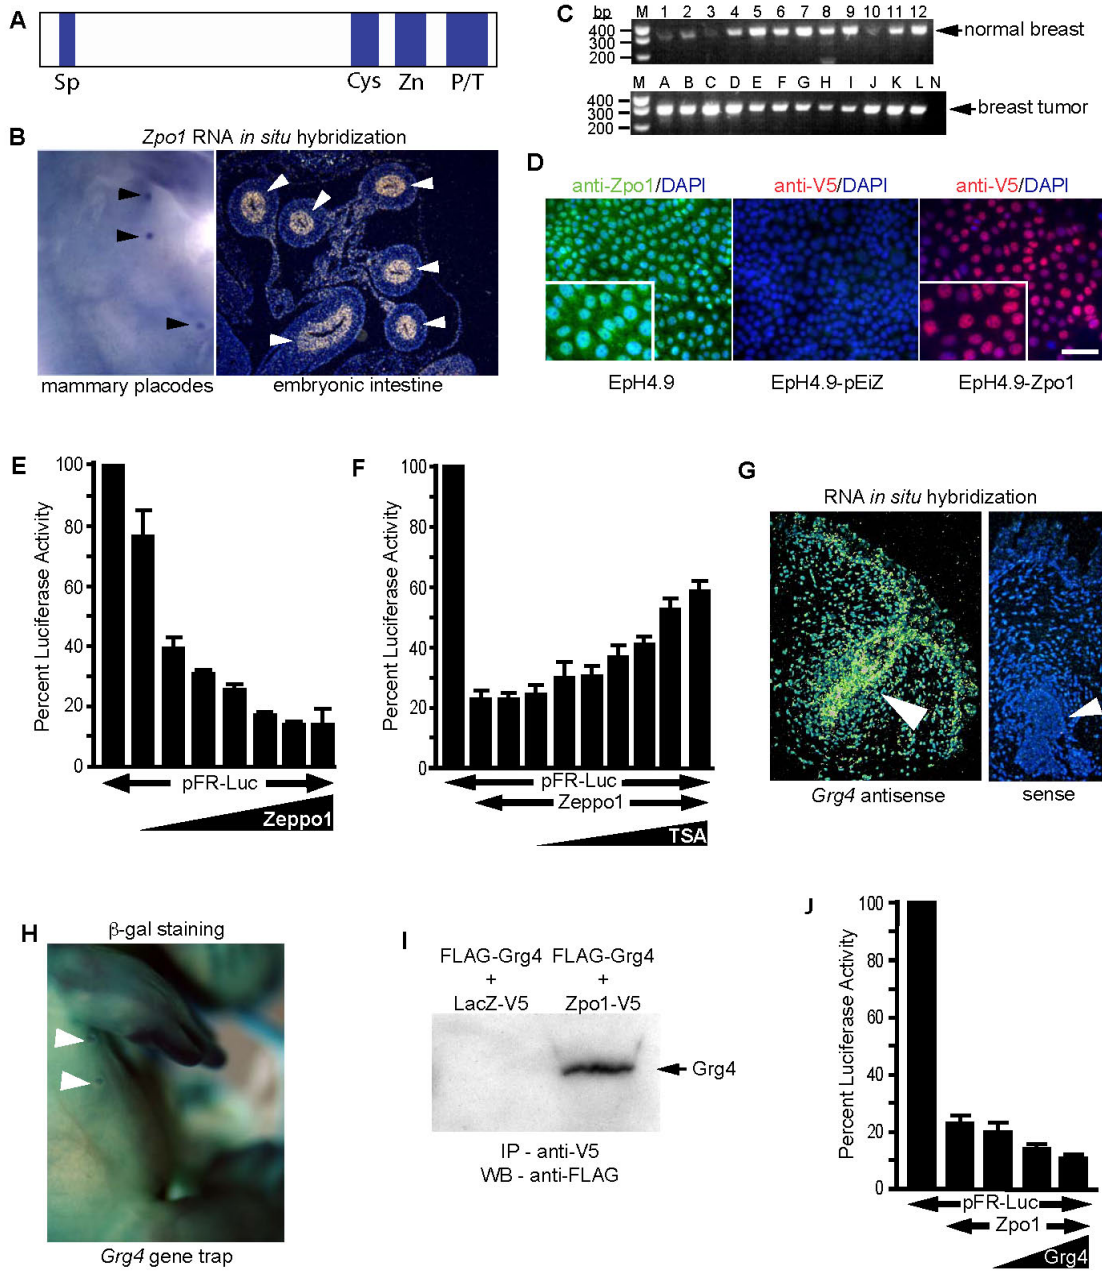 A
Sp Cys Zn P/T
B
Zpo1 RNA in situ hybridization
mammary placodes embryonic intestine
C
bp M 1 2 3 4 5 6 7 8 9 10 11 12
400
300
200
normal breast
M A B C D E F G H I J K L N
400
300
200
breast tumor
D
anti-Zpo1/DAPI anti-V5/DAPI anti-V5/DAPI
EpH4.9 EpH4.9-pEiZ EpH4.9-Zpo1
E
Percent Luciferase Activity
100
80
60
40
20
0
pFR-Luc
Zeppo1
F
Percent Luciferase Activity
100
80
60
40
20
0
pFR-Luc
Zeppo1
TSA
G
RNA in situ hybridization
Grg4 antisense sense
H
β-gal staining
Grg4 gene trap
I
FLAG-Grg4 FLAG-Grg4
+ +
LacZ-V5 Zpo1-V5
Grg4
IP - anti-V5
WB - anti-FLAG
J
Percent Luciferase Activity
100
80
60
40
20
0
pFR-Luc
Zpo1
Grg4